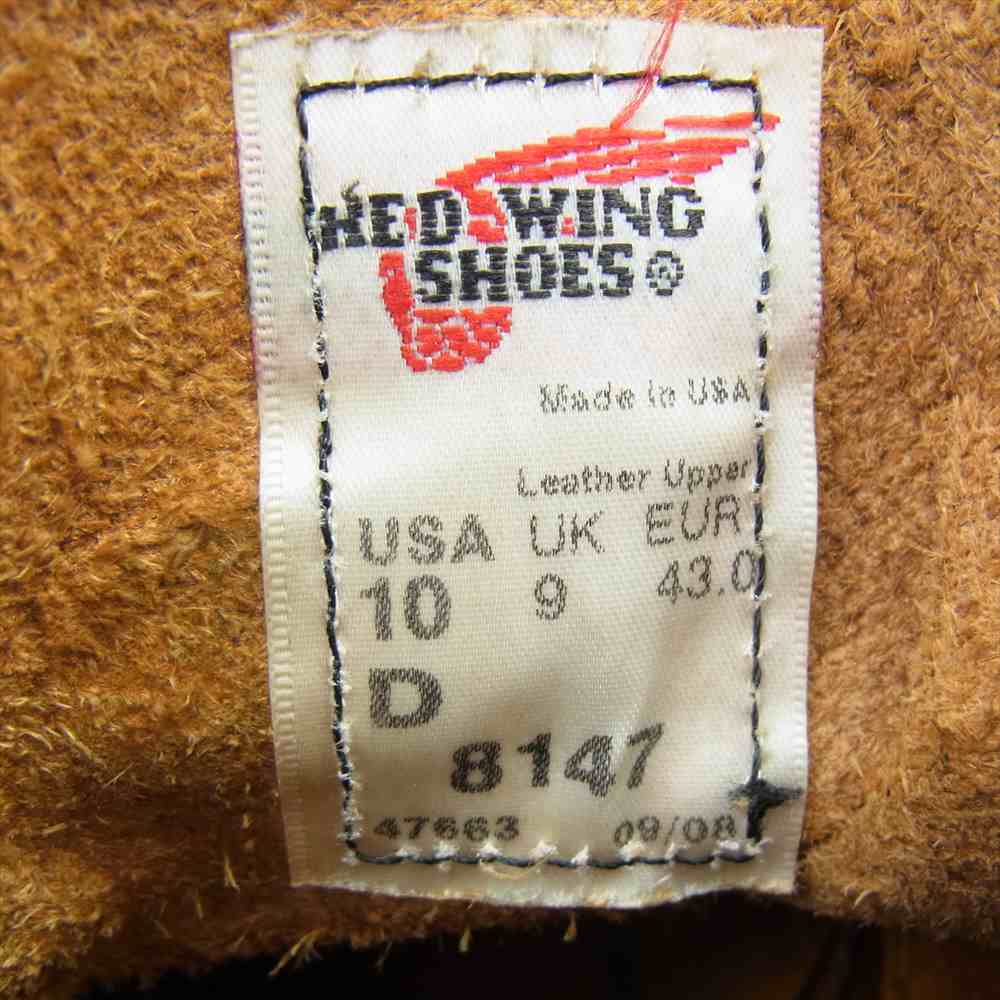 RED WING
SHOES®
Made in USA
Leather Upper
USA UK EUR
10 9 43.0
D
8147
47663 09/08